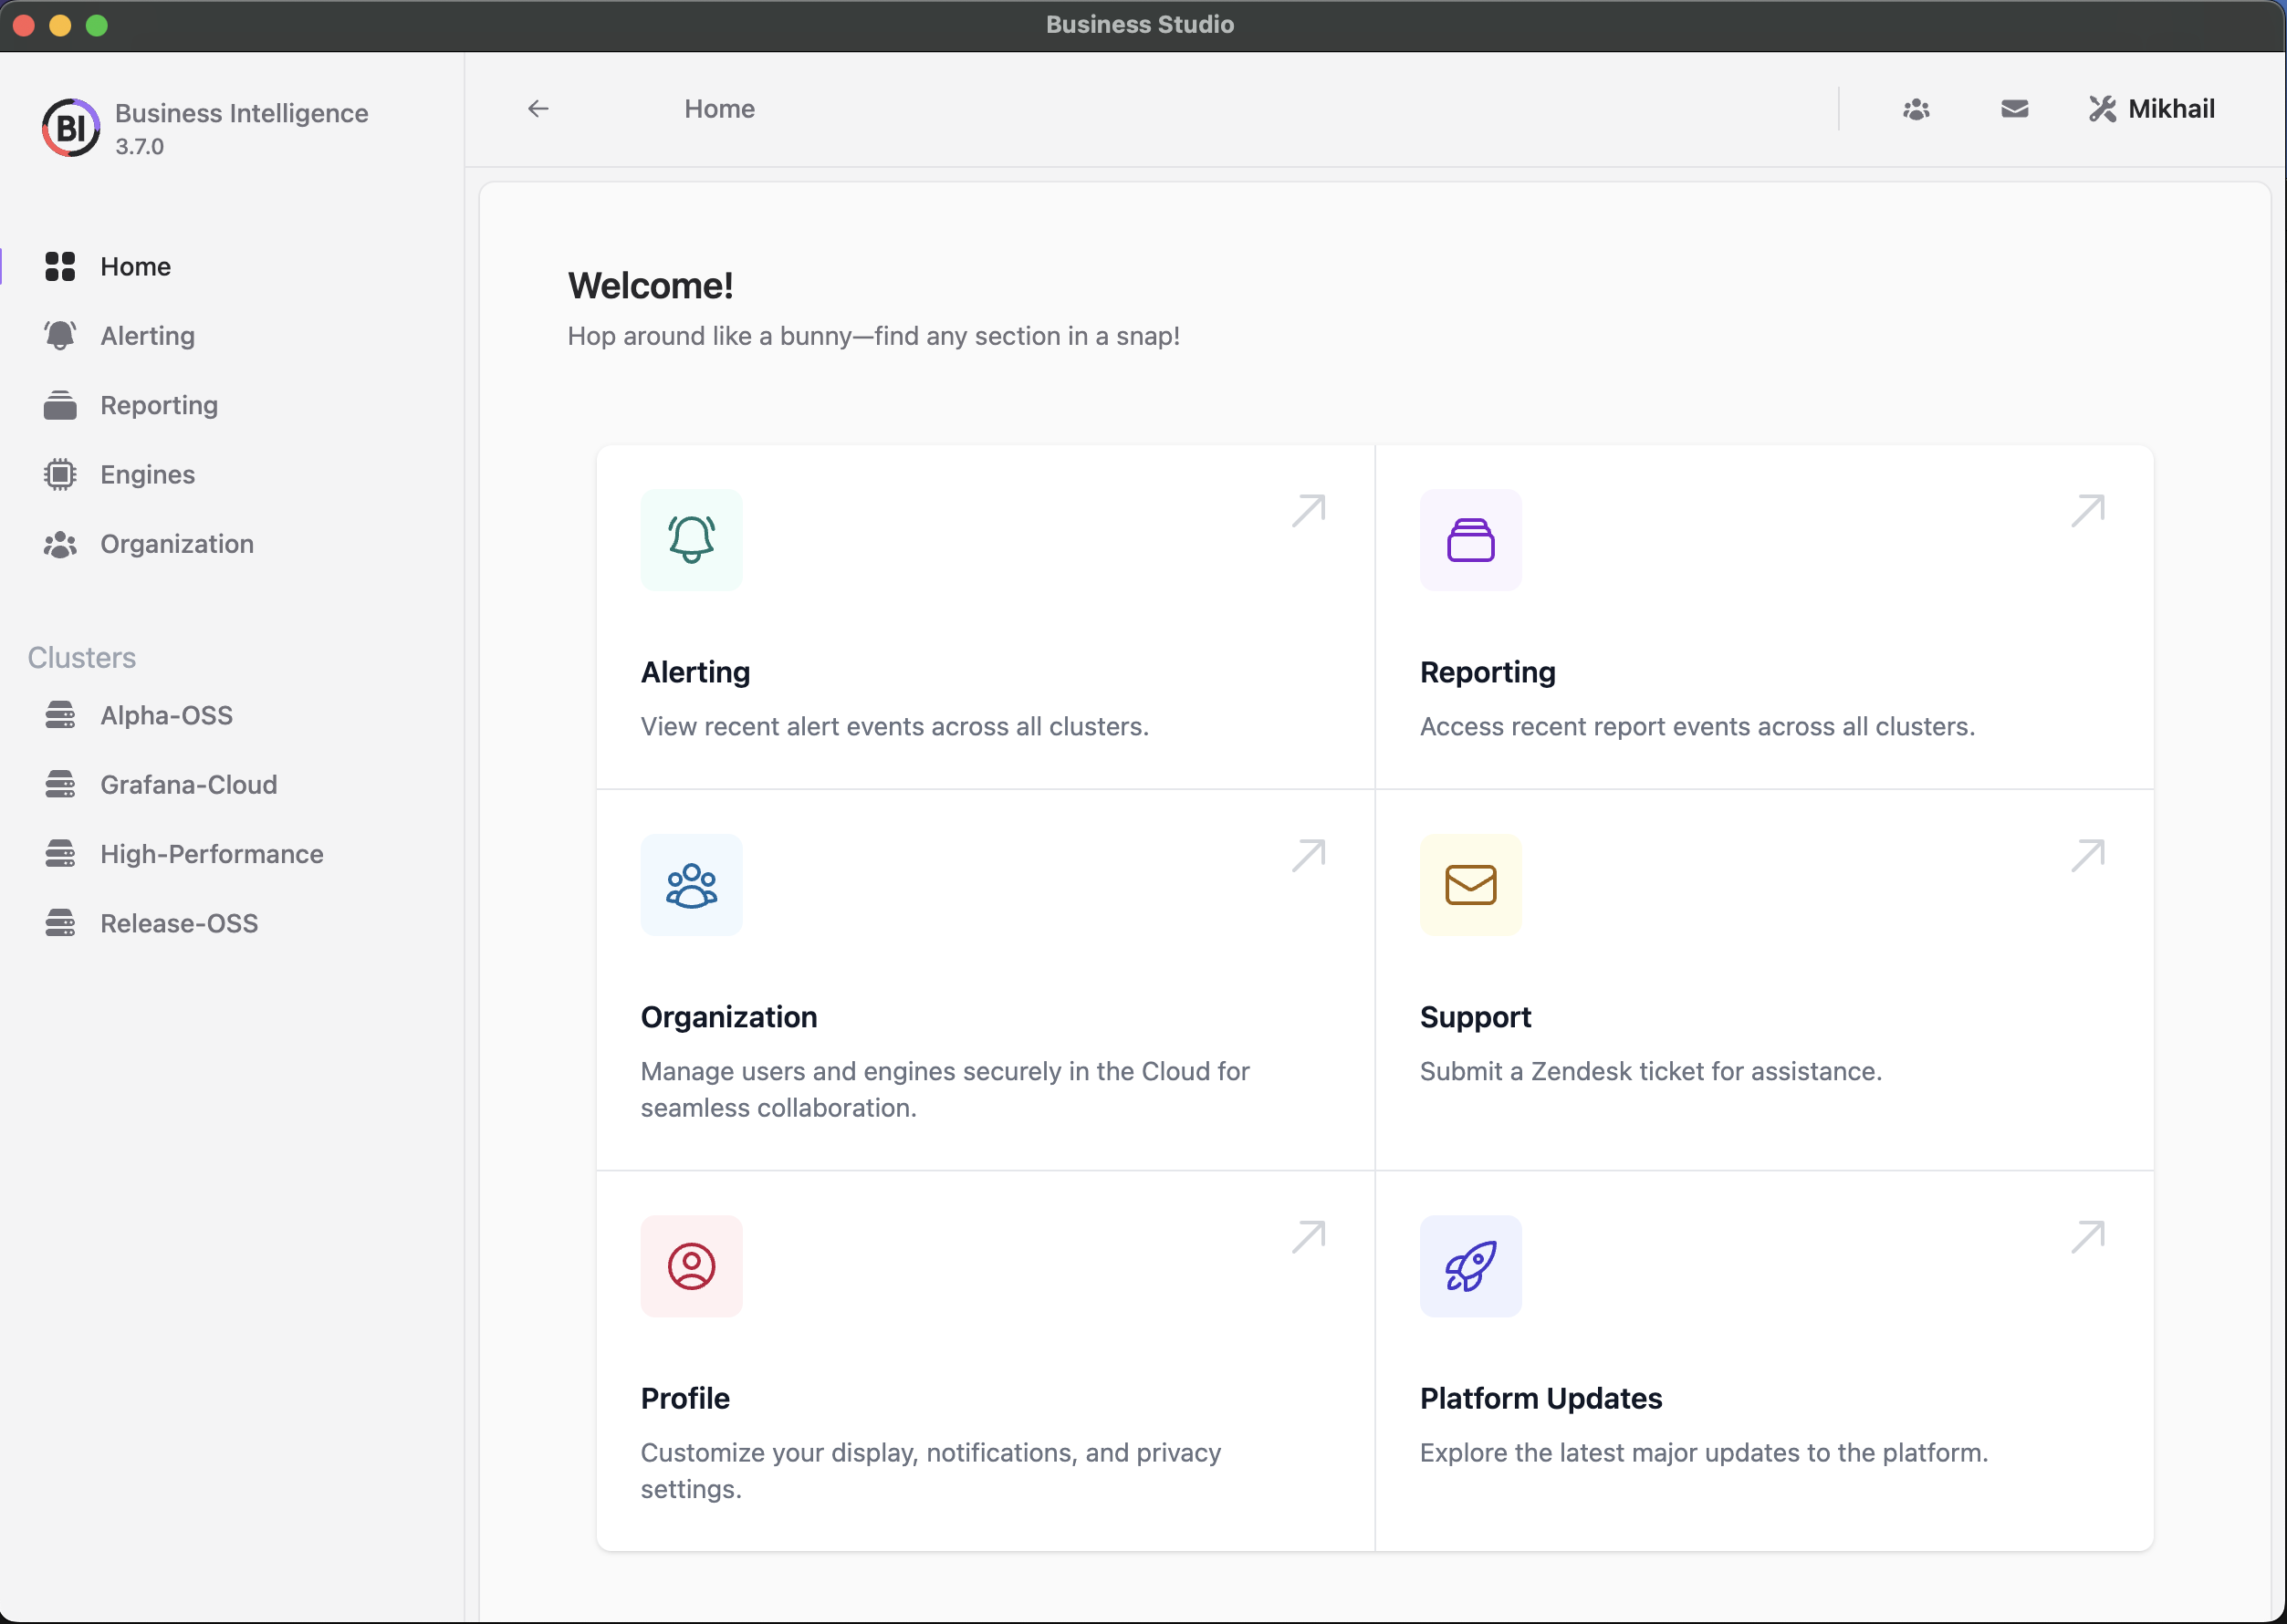 Business Studio
BI
Business Intelligence
3.7.0
Home
Alerting
Reporting
Engines
Organization
Clusters
Alpha-OSS
Grafana-Cloud
High-Performance
Release-OSS
Home
Mikhail
Welcome!
Hop around like a bunny—find any section in a snap!
Alerting
View recent alert events across all clusters.
Reporting
Access recent report events across all clusters.
Organization
Manage users and engines securely in the Cloud for
seamless collaboration.
Support
Submit a Zendesk ticket for assistance.
Profile
Customize your display, notifications, and privacy
settings.
Platform Updates
Explore the latest major updates to the platform.